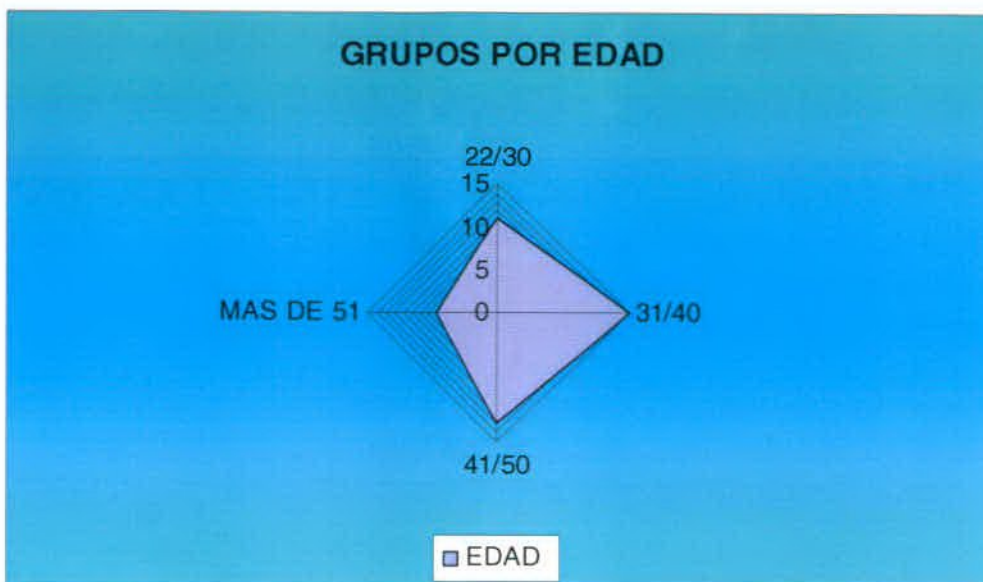 GRUPOS POR EDAD
22/30
15
10
5
0
MAS DE 51
31/40
41/50
EDAD